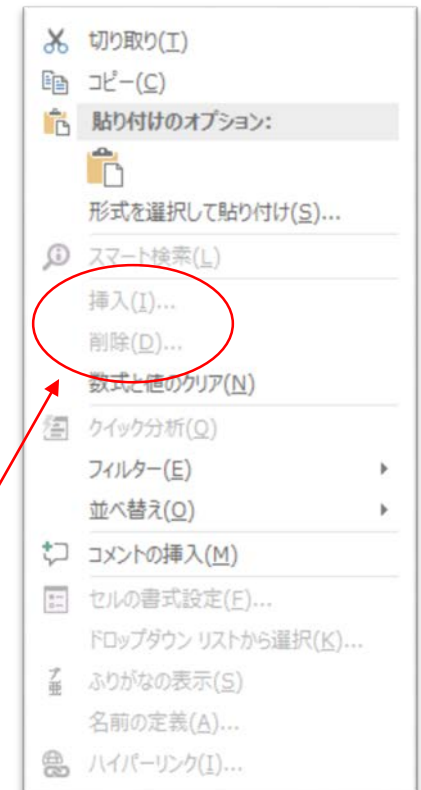 切り取り(T)
コピー(C)
貼り付けのオプション:
形式を選択して貼り付け(S)...
スマート検索(L)
挿入(I)...
削除(D)...
数式と値のクリア(N)
クイック分析(Q)
フィルター(E)
並べ替え(O)
コメントの挿入(M)
セルの書式設定(F)...
ドロップダウン リストから選択(K)...
ふりがなの表示(S)
名前の定義(A)...
ハイパーリンク(I)...